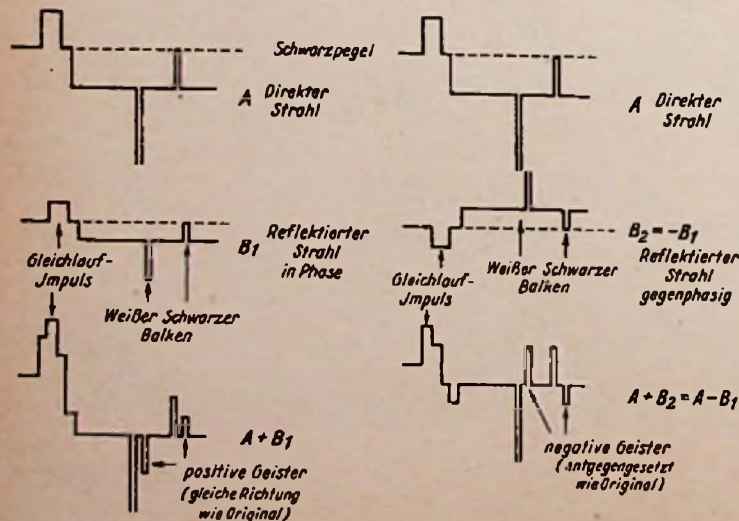 Schwarzpegel
A Direkter
Strahl
B1 Reflektierter
Strahl
in Phase
Gleichlauf-
Jmpuls
Weißer Schwarzer
Balken
A + B1
positive Geister
(gleiche Richtung
wie Original)
A Direkter
Strahl
B2 = -B1
Reflektierter
Strahl
gegenphasig
Gleichlauf-
Jmpuls
Weißer Schwarzer
Balken
A + B2 = A - B1
negative Geister
(antgegengesetzt
wie Original)